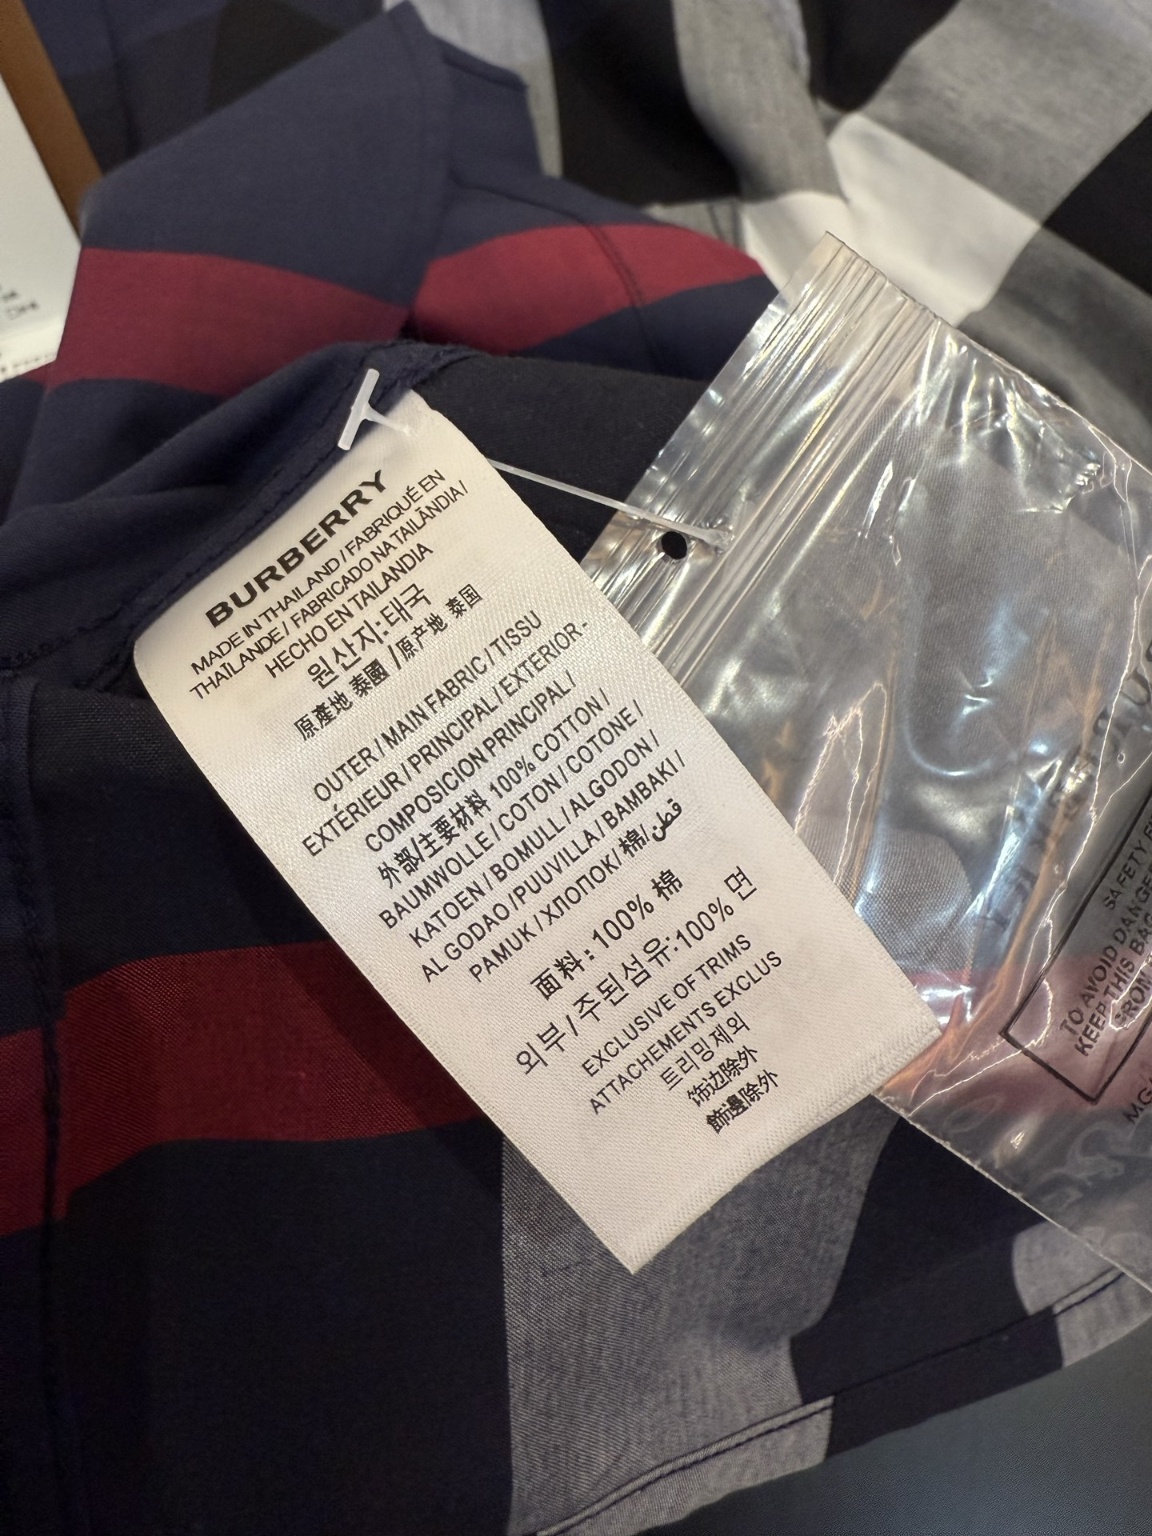 BURBERRY
MADE IN THAILAND / FABRIQUÉ EN
THAÏLANDE / FABRICADO NA TAILÂNDIA /
HECHO EN TAILANDIA
원산지:태국
原產地 泰國 / 原产地 泰国
OUTER / MAIN FABRIC / TISSU
EXTÉRIEUR / PRINCIPAL / EXTERIOR -
COMPOSICION PRINCIPAL /
外部/主要材料 100% COTTON /
BAUMWOLLE / COTON / COTONE /
KATOEN / BOMULL / ALGODON /
ALGODAO / PUUVILLA / BAMBAKI /
PAMUK / ХЛОПОК/ 棉/ قطن
面料: 100% 棉
외부 / 주된섬유:100% 면
EXCLUSIVE OF TRIMS
ATTACHEMENTS EXCLUS
트리밍제외
饰边除外
飾邊除外
SAFETY
TO AVOID DANGE
KEEP THIS BAG
FROM